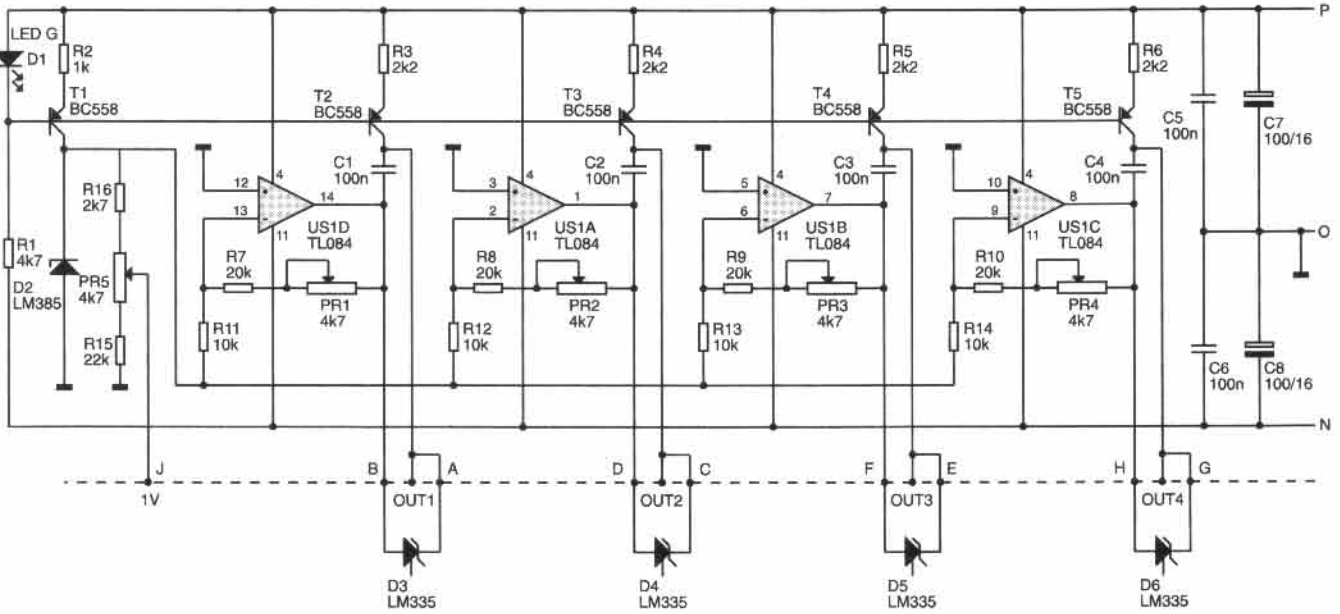 P
LED G
D1
R2
1k
R3
2k2
R4
2k2
R5
2k2
R6
2k2
T1
BC558
T2
BC558
T3
BC558
T4
BC558
T5
BC558
C5
100n
C7
100/16
C1
100n
C2
100n
C3
100n
C4
100n
R16
2k7
12
13
4
14
11
US1D
TL084
3
2
4
1
11
US1A
TL084
5
6
4
7
11
US1B
TL084
10
9
4
8
11
US1C
TL084
O
R1
4k7
D2
LM385
PR5
4k7
R15
22k
R7
20k
PR1
4k7
R11
10k
R8
20k
PR2
4k7
R12
10k
R9
20k
PR3
4k7
R13
10k
R10
20k
PR4
4k7
R14
10k
C6
100n
C8
100/16
N
J
B
A
D
C
F
E
H
G
1V
OUT1
OUT2
OUT3
OUT4
D3
LM335
D4
LM335
D5
LM335
D6
LM335